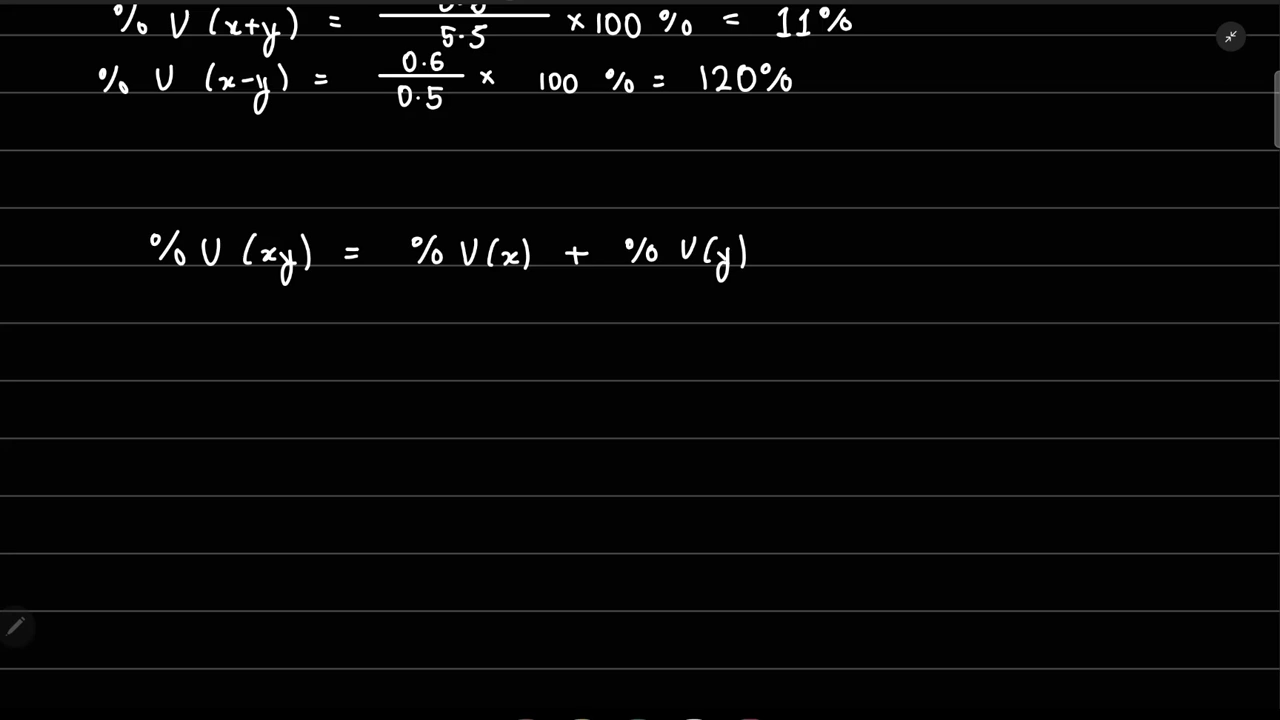 % U (x+y) = / 5.5 × 100 % = 11%
% U (x-y) = 0.6 / 0.5 × 100 % = 120%
% U (xy) = % U(x) + % U(y)